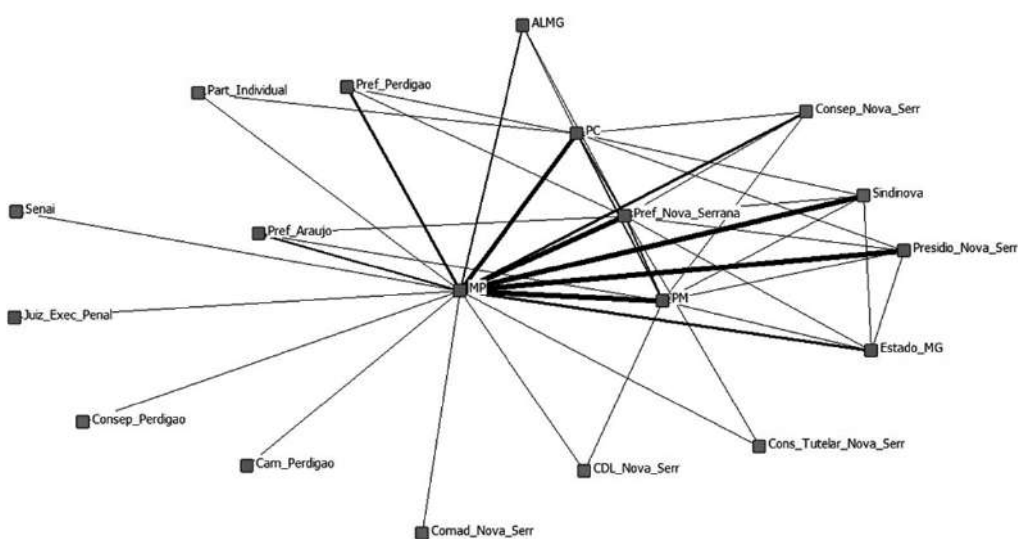 ALMG
Pref_Perdigao
Part_Individual
Consep_Nova_Serr
PC
Sindinova
Senai
Pref_Nova_Serrana
Pref_Araujo
Presidio_Nova_Serr
MP
PM
Juiz_Exec_Penal
Estado_MG
Consep_Perdigao
Cons_Tutelar_Nova_Serr
Cam_Perdigao
CDL_Nova_Serr
Comad_Nova_Serr